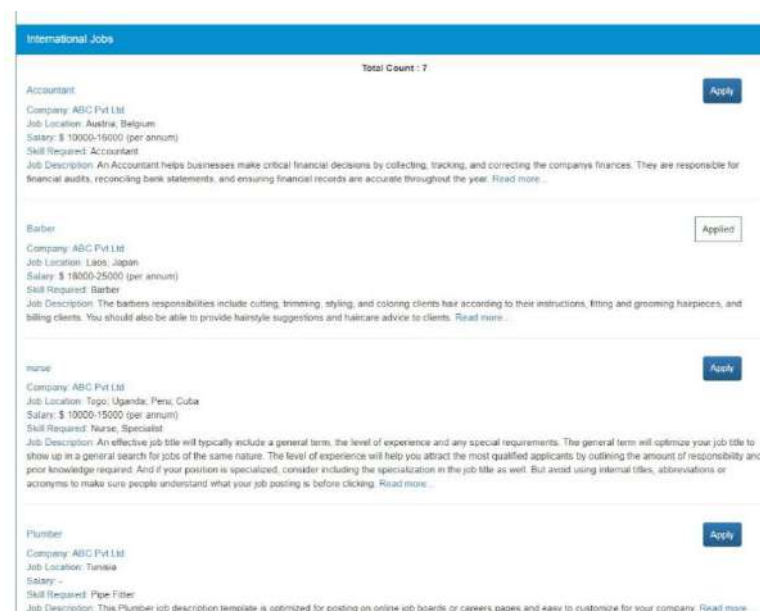 International Jobs
Total Count : 7
Accountant
Apply
Company: ABC Pvt Ltd
Job Location: Austria, Belgium
Salary: $ 10000-16000 (per annum)
Skill Required: Accountant
Job Description: An Accountant helps businesses make critical financial decisions by collecting, tracking, and correcting the companys finances. They are responsible for
financial audits, reconciling bank statements, and ensuring financial records are accurate throughout the year. Read more...
Barber
Applied
Company: ABC Pvt Ltd
Job Location: Laos, Japan
Salary: $ 18000-25000 (per annum)
Skill Required: Barber
Job Description: The barbers responsibilities include cutting, trimming, styling, and coloring clients hair according to their instructions, fitting and grooming hairpieces, and
billing clients. You should also be able to provide hairstyle suggestions and haircare advice to clients. Read more...
nurse
Apply
Company: ABC Pvt Ltd
Job Location: Togo, Uganda, Peru, Cuba
Salary: $ 10000-15000 (per annum)
Skill Required: Nurse, Specialist
Job Description: An effective job title will typically include a general term, the level of experience and any special requirements. The general term will optimize your job title to
show up in a general search for jobs of the same nature. The level of experience will help you attract the most qualified applicants by outlining the amount of responsibility and
prior knowledge required. And if your position is specialized, consider including the specialization in the job title as well. But avoid using internal titles, abbreviations or
acronyms to make sure people understand what your job posting is before clicking. Read more...
Plumber
Apply
Company: ABC Pvt Ltd
Job Location: Tunisia
Salary: -
Skill Required: Pipe Fitter
Job Description: This Plumber job description template is optimized for posting on online job boards or careers pages and easy to customize for your company. Read more...